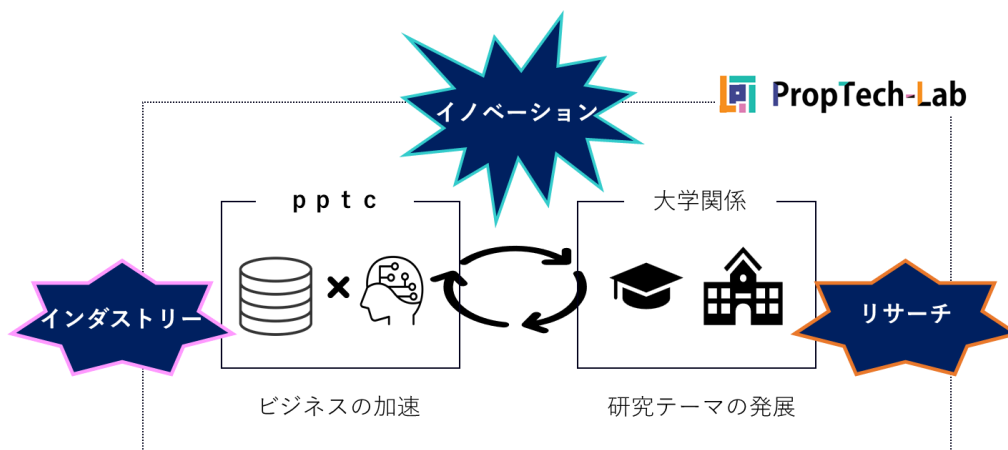 イノベーション
PropTech-Lab
pptc
大学関係
インダストリー
リサーチ
ビジネスの加速
研究テーマの発展